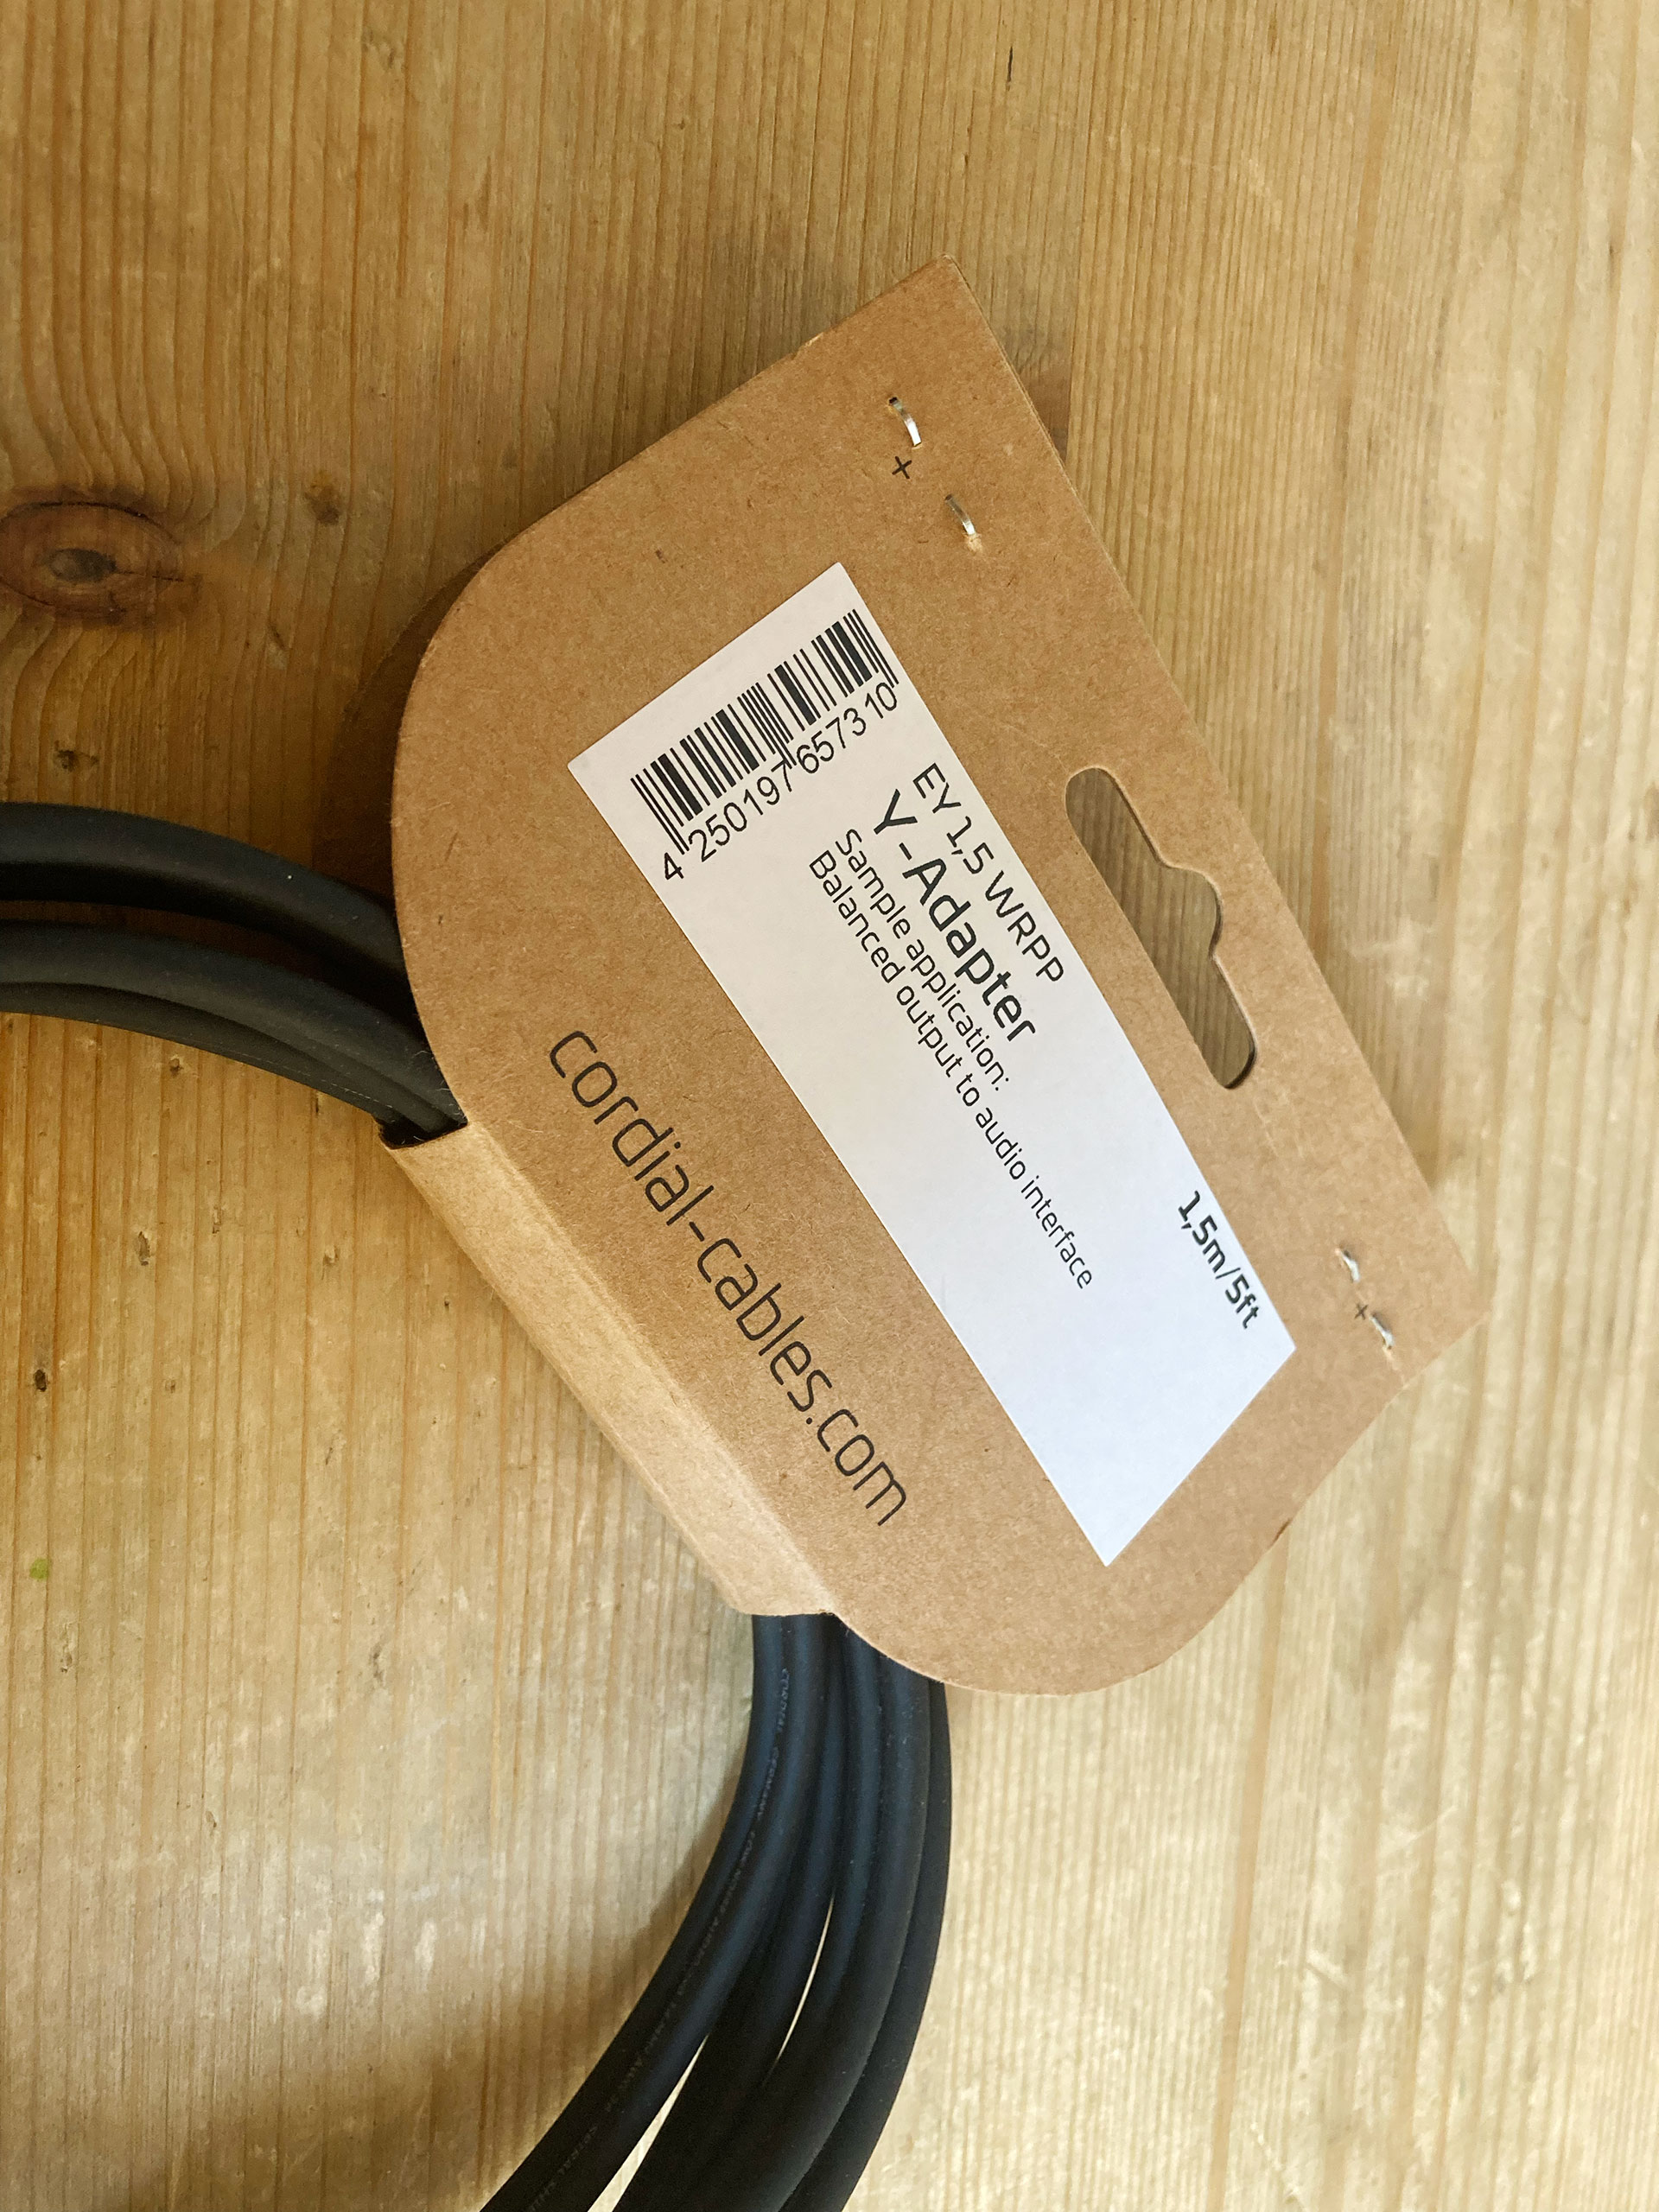 EY 1,5 WRPP
Y-Adapter
Sample application:
Balanced output to audio interface
1,5m/5ft
4 250197 657310
cordial-cables.com